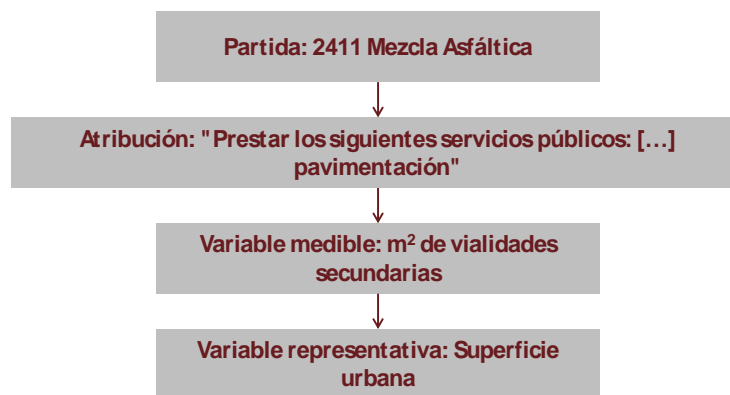 Partida: 2411 Mezcla Asfáltica
Atribución: "Prestar los siguientes servicios públicos: […]
pavimentación"
Variable medible: m² de vialidades
secundarias
Variable representativa: Superficie
urbana